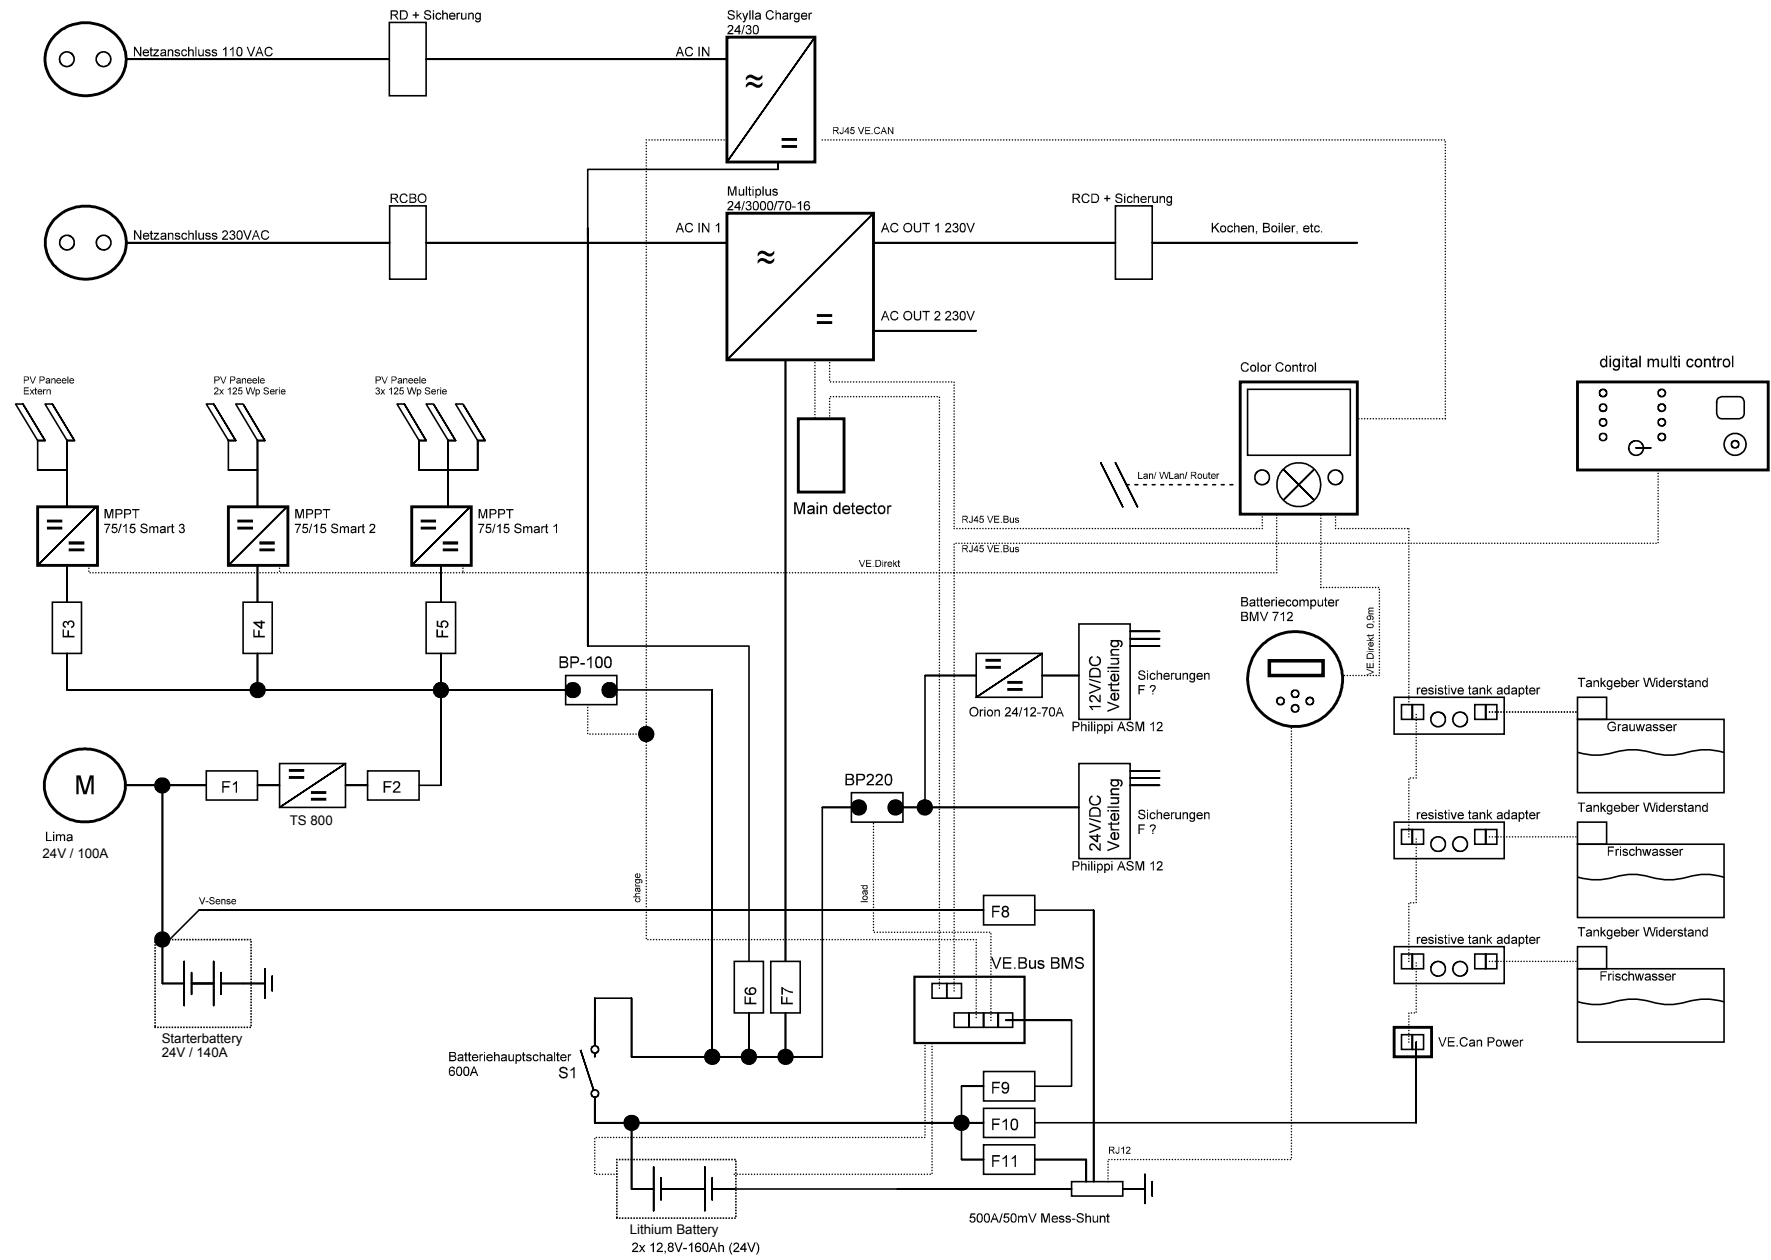 RD + Sicherung
Skylla Charger
24/30
Netzanschluss 110 VAC
AC IN
RJ45 VE.CAN
RCBO
Multiplus
24/3000/70-16
RCD + Sicherung
Netzanschluss 230VAC
AC IN 1
AC OUT 1 230V
Kochen, Boiler, etc.
AC OUT 2 230V
Color Control
digital multi control
PV Paneele
Extern
PV Paneele
2x 125 Wp Serie
PV Paneele
3x 125 Wp Serie
Lan/ WLan/ Router
MPPT
75/15 Smart 3
MPPT
75/15 Smart 2
MPPT
75/15 Smart 1
Main detector
RJ45 VE.Bus
RJ45 VE.Bus
VE.Direkt
F3
F4
F5
Batteriecomputer
BMV 712
VE.Direkt 0,9m
BP-100
12V/DC
Verteilung
Sicherungen
F ?
Orion 24/12-70A
Philippi ASM 12
resistive tank adapter
Tankgeber Widerstand
Grauwasser
M
F1
F2
TS 800
Lima
24V / 100A
BP220
24V/DC
Verteilung
Sicherungen
F ?
Philippi ASM 12
resistive tank adapter
Tankgeber Widerstand
Frischwasser
charge
load
V-Sense
F8
resistive tank adapter
Tankgeber Widerstand
Frischwasser
VE.Bus BMS
F6
F7
Starterbattery
24V / 140A
Batteriehauptschalter
600A
S1
VE.Can Power
F9
F10
F11
RJ12
500A/50mV Mess-Shunt
Lithium Battery
2x 12,8V-160Ah (24V)